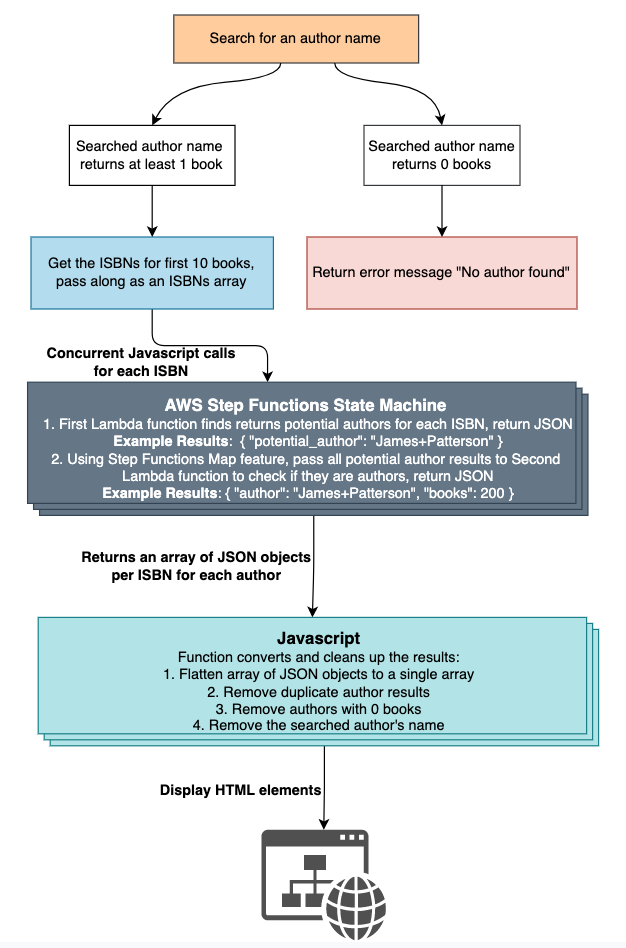 Search for an author name
Searched author name
returns at least 1 book
Searched author name
returns 0 books
Get the ISBNs for first 10 books,
pass along as an ISBNs array
Return error message "No author found"
Concurrent Javascript calls
for each ISBN
AWS Step Functions State Machine
1. First Lambda function finds returns potential authors for each ISBN, return JSON
Example Results: { "potential_author": "James+Patterson" }
2. Using Step Functions Map feature, pass all potential author results to Second
Lambda function to check if they are authors, return JSON
Example Results: { "author": "James+Patterson", "books": 200 }
Returns an array of JSON objects
per ISBN for each author
Javascript
Function converts and cleans up the results:
1. Flatten array of JSON objects to a single array
2. Remove duplicate author results
3. Remove authors with 0 books
4. Remove the searched author's name
Display HTML elements